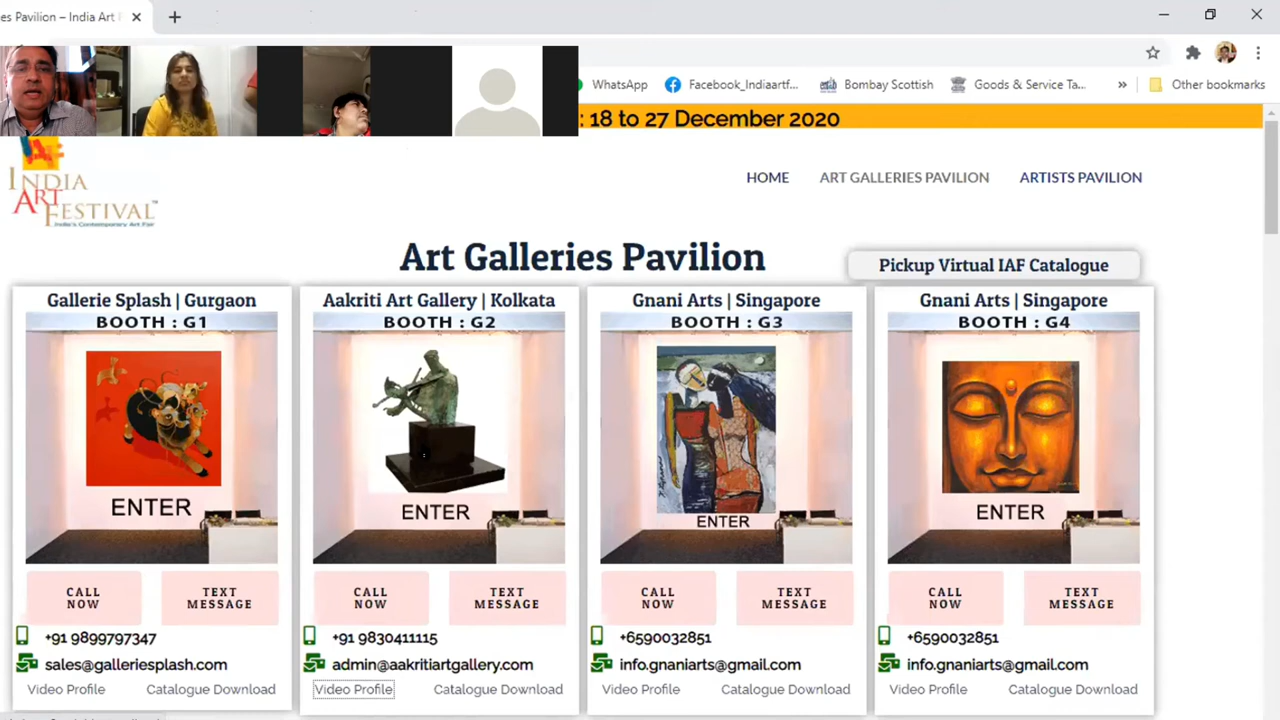 es Pavilion – India Art F
WhatsApp
Facebook_Indiaartf...
Bombay Scottish
Goods & Service Ta...
»
Other bookmarks
: 18 to 27 December 2020
INDIA
ART
FESTIVAL™
India's Contemporary Art Fair
HOME
ART GALLERIES PAVILION
ARTISTS PAVILION
Art Galleries Pavilion
Pickup Virtual IAF Catalogue
Gallerie Splash | Gurgaon
BOOTH : G1
ENTER
CALL NOW
TEXT MESSAGE
+91 9899797347
sales@galleriesplash.com
Video Profile
Catalogue Download
Aakriti Art Gallery | Kolkata
BOOTH : G2
ENTER
CALL NOW
TEXT MESSAGE
+91 9830411115
admin@aakritiartgallery.com
Video Profile
Catalogue Download
Gnani Arts | Singapore
BOOTH : G3
ENTER
CALL NOW
TEXT MESSAGE
+6590032851
info.gnaniarts@gmail.com
Video Profile
Catalogue Download
Gnani Arts | Singapore
BOOTH : G4
ENTER
CALL NOW
TEXT MESSAGE
+6590032851
info.gnaniarts@gmail.com
Video Profile
Catalogue Download